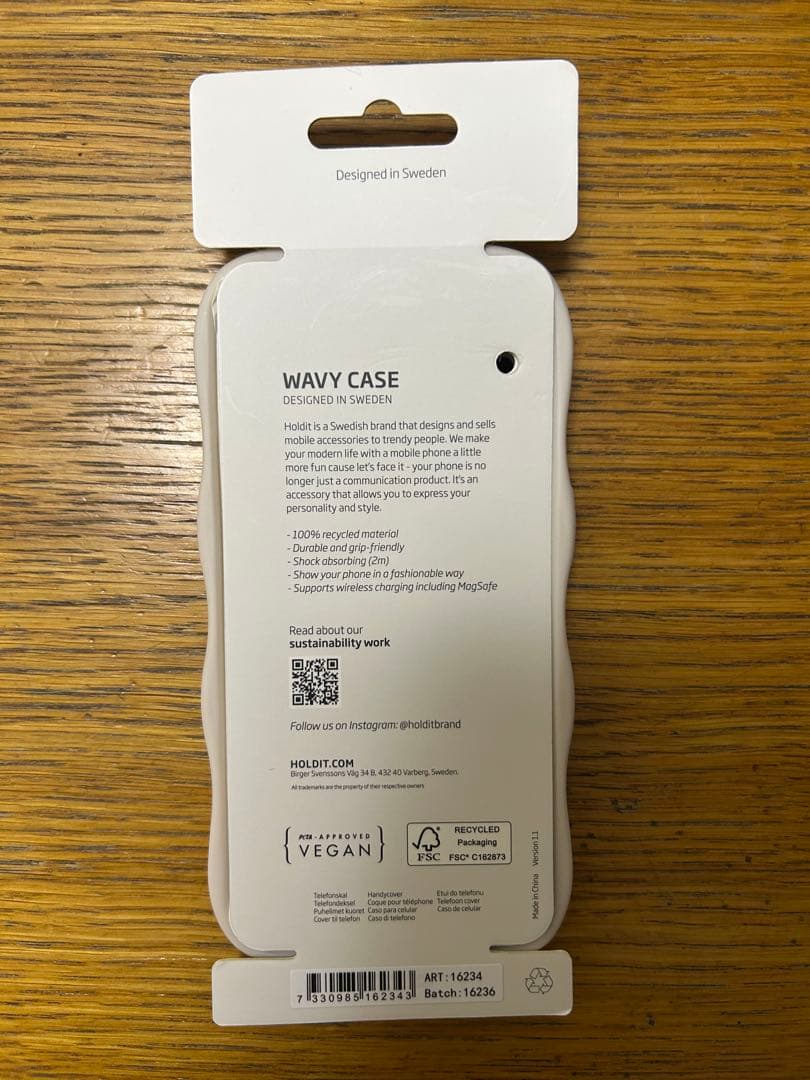 Designed in Sweden
WAVY CASE
DESIGNED IN SWEDEN
Holdit is a Swedish brand that designs and sells
mobile accessories to trendy people. We make
your modern life with a mobile phone a little
more fun cause let's face it - your phone is no
longer just a communication product. It's an
accessory that allows you to express your
personality and style.
- 100% recycled material
- Durable and grip-friendly
- Shock absorbing (2m)
- Show your phone in a fashionable way
- Supports wireless charging including MagSafe
Read about our
sustainability work
Follow us on Instagram: @holditbrand
HOLDIT.COM
Birger Svenssons Väg 34 B, 432 40 Varberg, Sweden.
All trademarks are the property of their respective owners
PETA - APPROVED
VEGAN
FSC
RECYCLED
Packaging
FSC® C162873
Telefonskal
Telefondeksel
Puhelimet kuoret
Cover til telefon
Handycover
Coque pour téléphone
Caso para celular
Caso di telefono
Etui do telefonu
Telefoon cover
Caso de celular
Made in China Version 1.1
7 330985 162343
ART:16234
Batch:16236